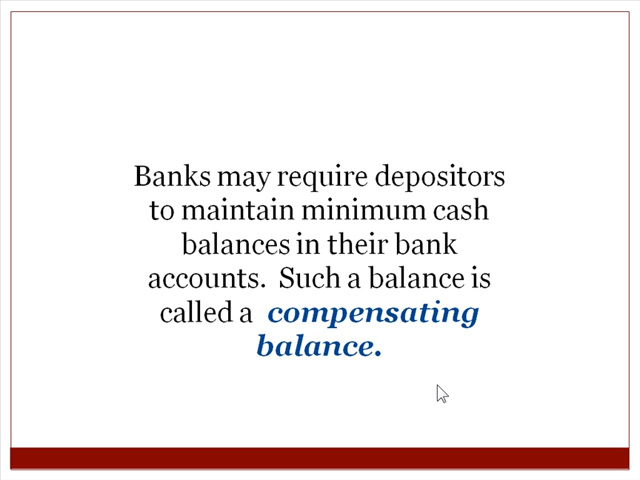 Banks may require depositors
to maintain minimum cash
balances in their bank
accounts.  Such a balance is
called a  compensating
balance.